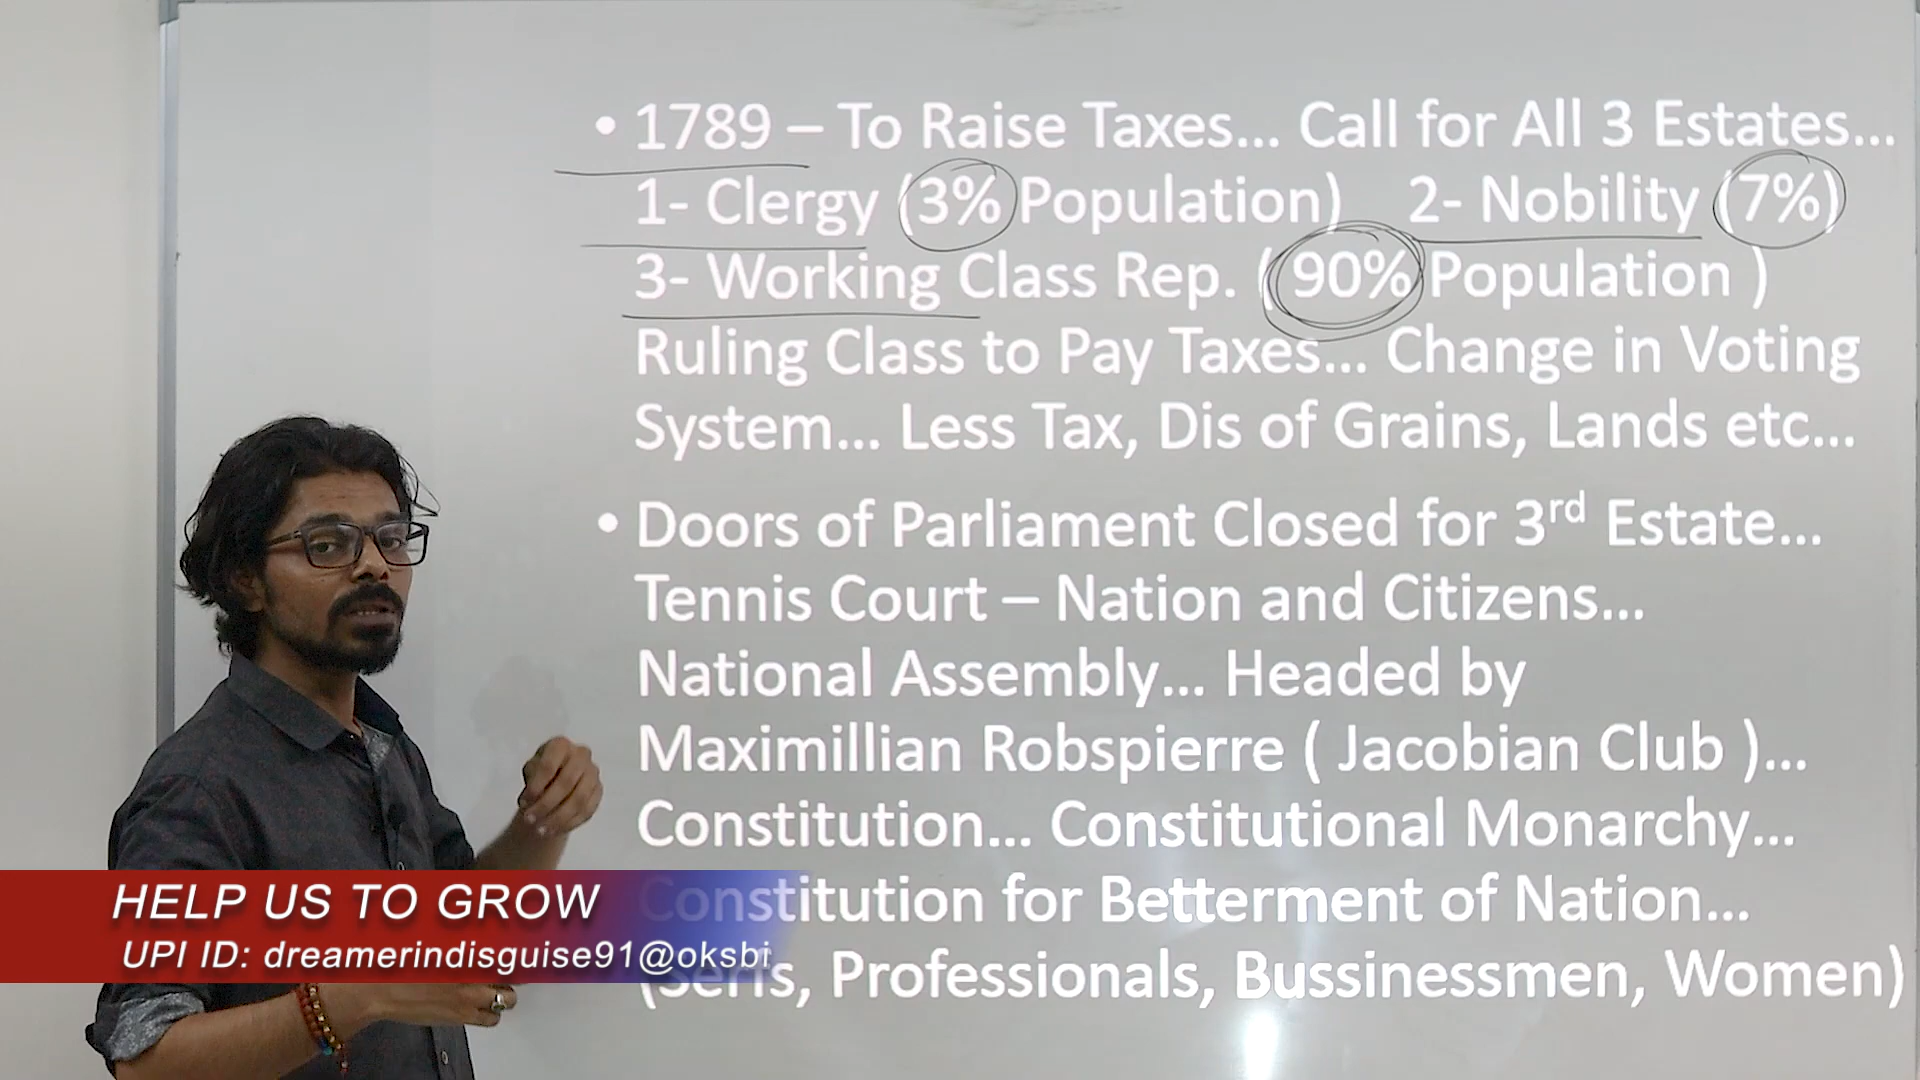 • 1789 – To Raise Taxes... Call for All 3 Estates...
1- Clergy (3% Population) 2- Nobility (7%)
3- Working Class Rep. ( 90% Population )
Ruling Class to Pay Taxes... Change in Voting
System... Less Tax, Dis of Grains, Lands etc...
• Doors of Parliament Closed for 3rd Estate...
Tennis Court – Nation and Citizens...
National Assembly... Headed by
Maximillian Robspierre ( Jacobian Club )...
Constitution... Constitutional Monarchy...
Constitution for Betterment of Nation...
(Serfs, Professionals, Bussinessmen, Women)
HELP US TO GROW
UPI ID: dreamerindisguise91@oksbi